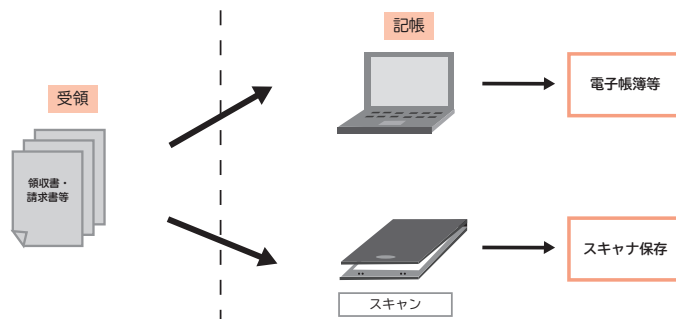 記帳
受領
電子帳簿等
領収書・
請求書等
スキャナ保存
スキャン